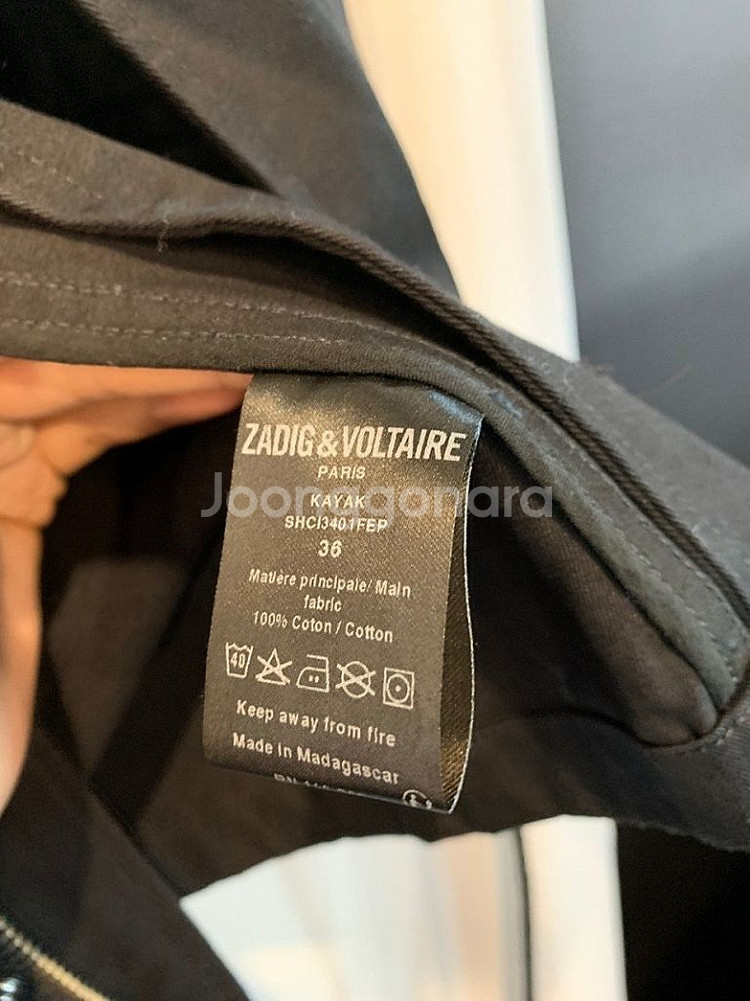 ZADIG & VOLTAIRE
PARIS
Joonggonara
KAYAK
SHCI3401FEP
36
Matière principale/ Main
fabric
100% Coton / Cotton
40
Keep away from fire
Made in Madagascar